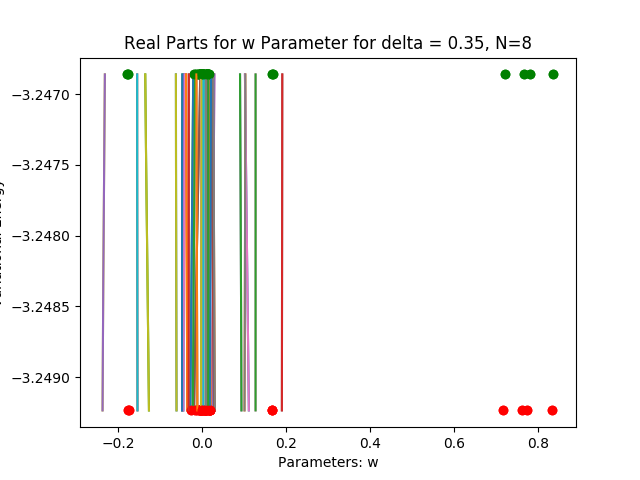 Real Parts for w Parameter for delta = 0.35, N=8
−3.2470
−3.2475
−3.2480
−3.2485
−3.2490
−0.2 0.0 0.2 0.4 0.6 0.8
Parameters: w